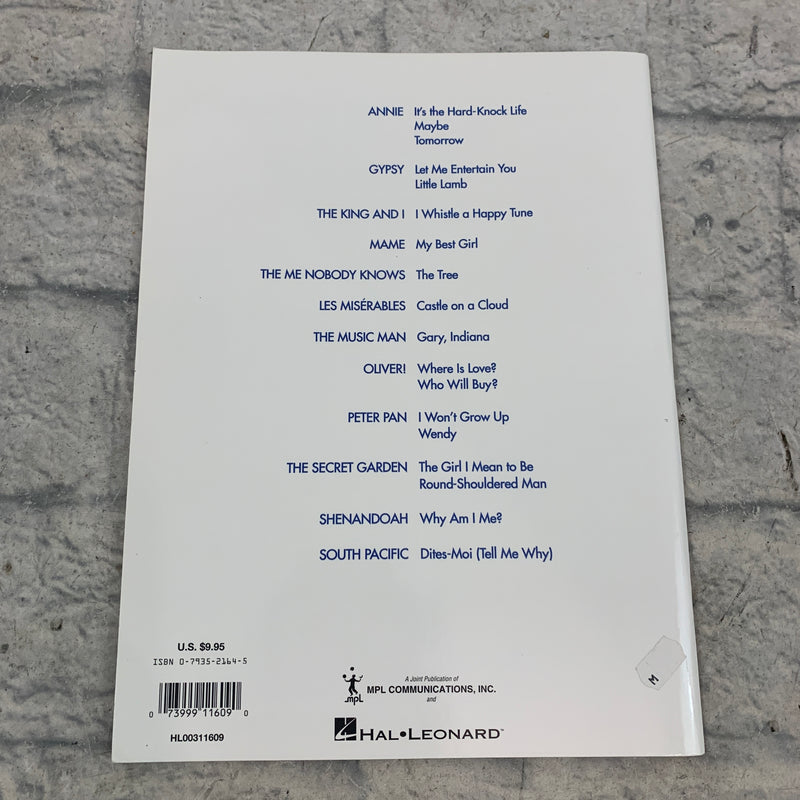 ANNIE It's the Hard-Knock Life
Maybe
Tomorrow
GYPSY Let Me Entertain You
Little Lamb
THE KING AND I I Whistle a Happy Tune
MAME My Best Girl
THE ME NOBODY KNOWS The Tree
LES MISÉRABLES Castle on a Cloud
THE MUSIC MAN Gary, Indiana
OLIVER! Where Is Love?
Who Will Buy?
PETER PAN I Won't Grow Up
Wendy
THE SECRET GARDEN The Girl I Mean to Be
Round-Shouldered Man
SHENANDOAH Why Am I Me?
SOUTH PACIFIC Dites-Moi (Tell Me Why)
U.S. $9.95
ISBN 0-7935-2164-5
0 73999 11609 0
HL00311609
mpl
A Joint Publication of
MPL COMMUNICATIONS, INC.
and
HAL•LEONARD™
M